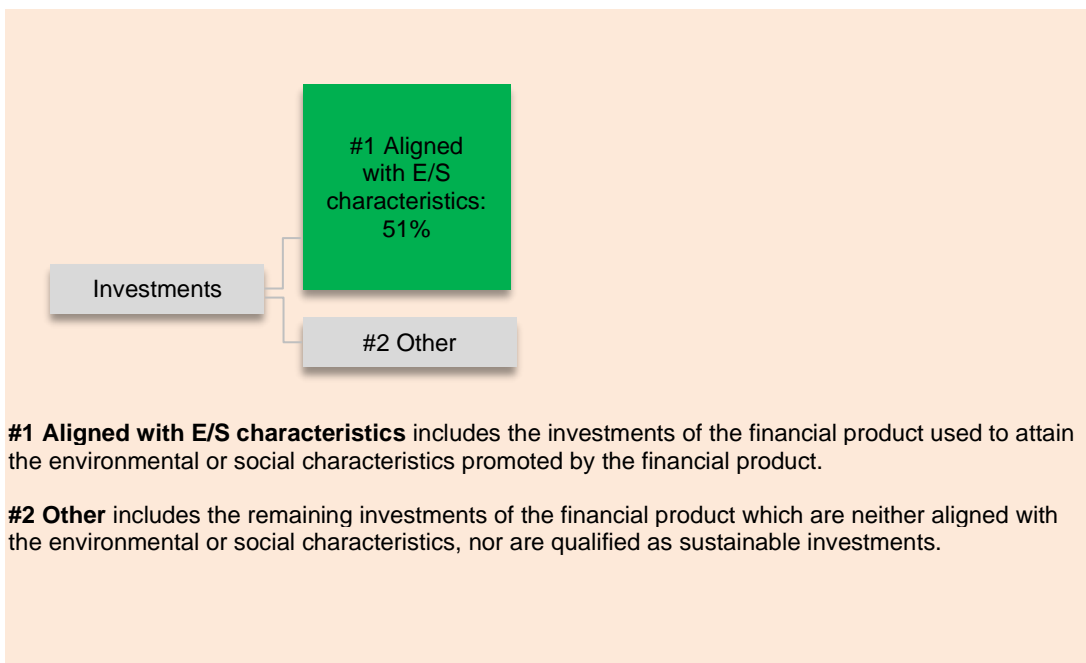 #1 Aligned
with E/S
characteristics:
51%
Investments
#2 Other
#1 Aligned with E/S characteristics includes the investments of the financial product used to attain
the environmental or social characteristics promoted by the financial product.
#2 Other includes the remaining investments of the financial product which are neither aligned with
the environmental or social characteristics, nor are qualified as sustainable investments.